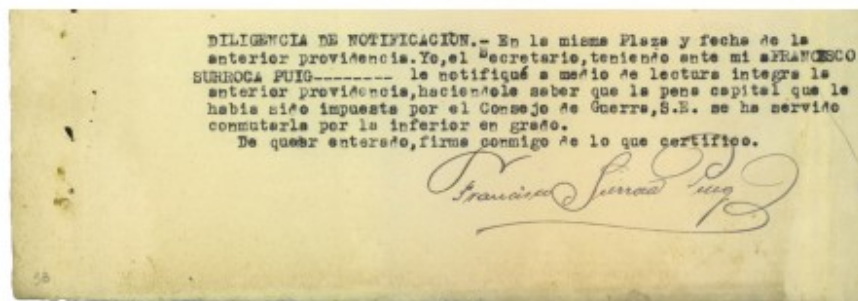 DILIGENCIA DE NOTIFICACION.- En la misma Plaza y fecha de la
anterior providencia.Yo,el Secretario,teniendo ante mi aFRANCISCO
SURROCA PUIG-------- le notifiqué a medio de lectura integra la
anterior providencia,haciendole saber que la pena capital que le
habia sido impuesta por el Consejo de Guerra,S.E. se ha servido
conmutarla por la inferior en grado.
De quedar enterado,firma conmigo de lo que certifico.
Francisco Surroca Puig
58